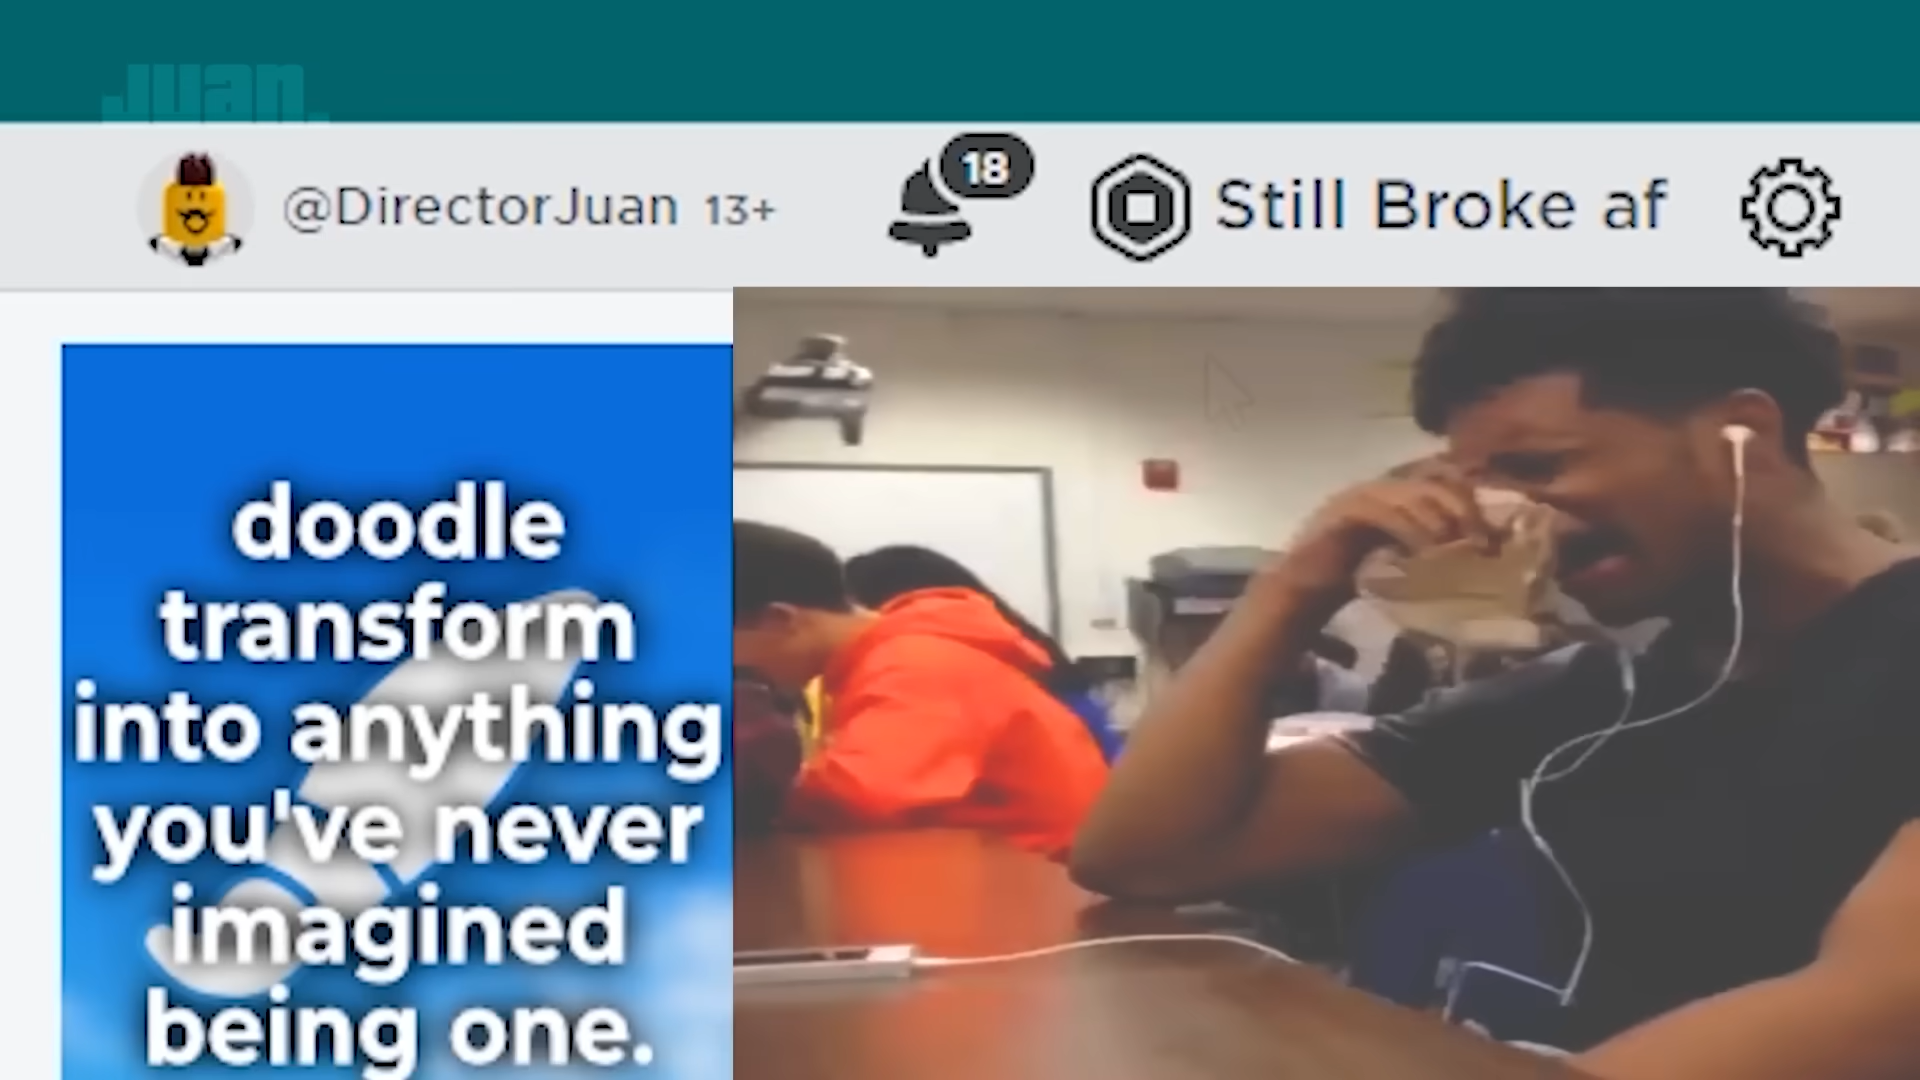 Juan.
@DirectorJuan 13+
18
Still Broke af
doodle
transform
into anything
you've never
imagined
being one.